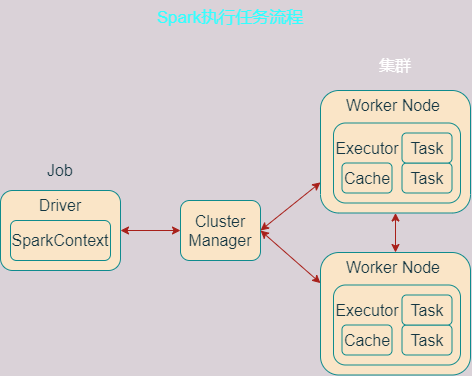 Spark执行任务流程
集群
Job
Driver
SparkContext
Cluster
Manager
Worker Node
Executor
Task
Cache
Task
Worker Node
Executor
Task
Cache
Task